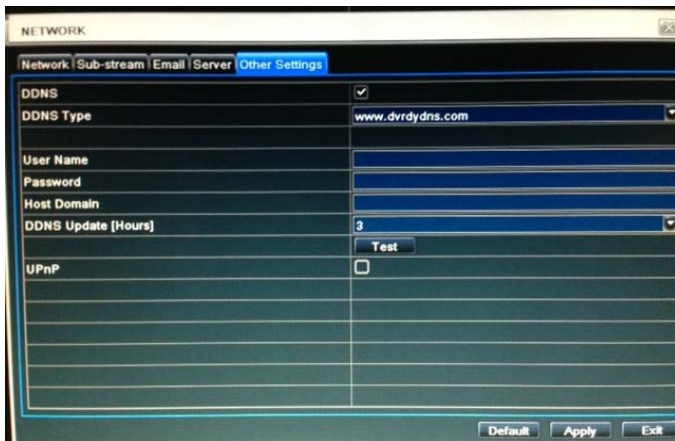 NETWORK
Network Sub-stream Email Server Other Settings
DDNS
DDNS Type www.dvrdydns.com
User Name
Password
Host Domain
DDNS Update [Hours] 3
Test
UPnP
Default Apply Exit